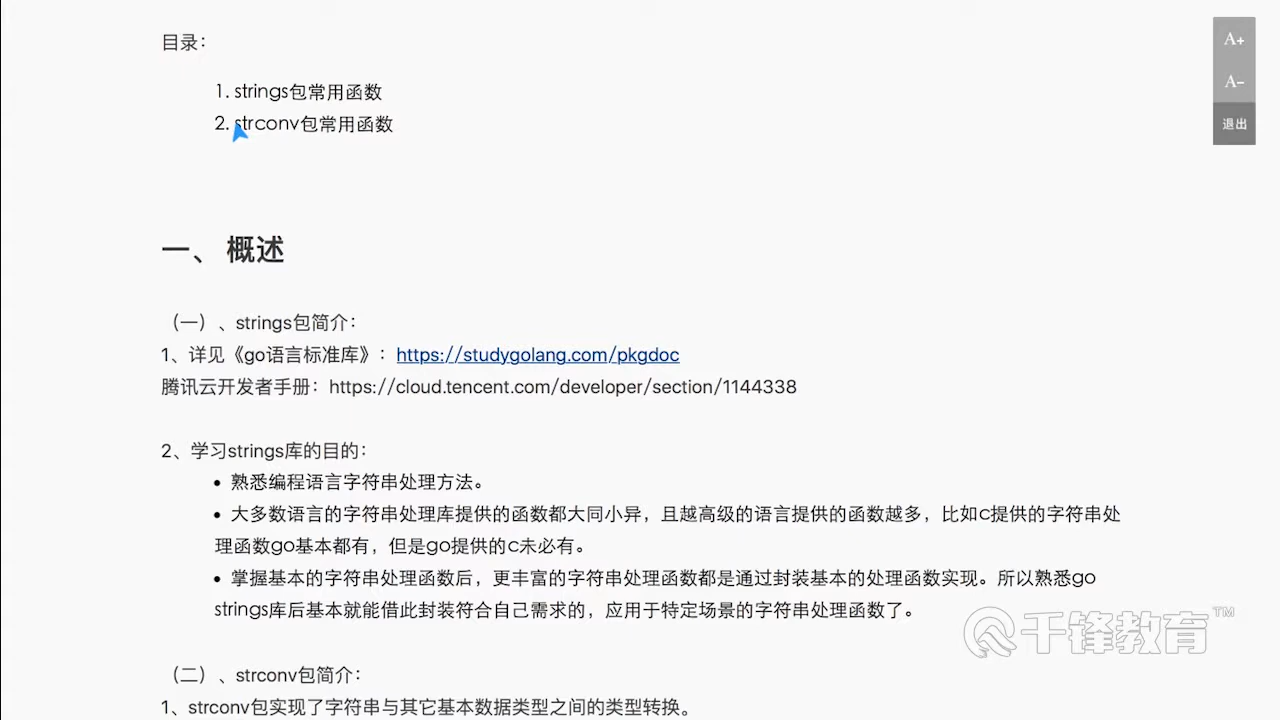 目录：
1. strings包常用函数
2. strconv包常用函数
A+
A-
退出
一、 概述
（一）、strings包简介：
1、详见《go语言标准库》： https://studygolang.com/pkgdoc
腾讯云开发者手册：https://cloud.tencent.com/developer/section/1144338
2、学习strings库的目的：
• 熟悉编程语言字符串处理方法。
• 大多数语言的字符串处理库提供的函数都大同小异，且越高级的语言提供的函数越多，比如c提供的字符串处
理函数go基本都有，但是go提供的c未必有。
• 掌握基本的字符串处理函数后，更丰富的字符串处理函数都是通过封装基本的处理函数实现。所以熟悉go
strings库后基本就能借此封装符合自己需求的，应用于特定场景的字符串处理函数了。
千锋教育™
（二）、strconv包简介：
1、strconv包实现了字符串与其它基本数据类型之间的类型转换。